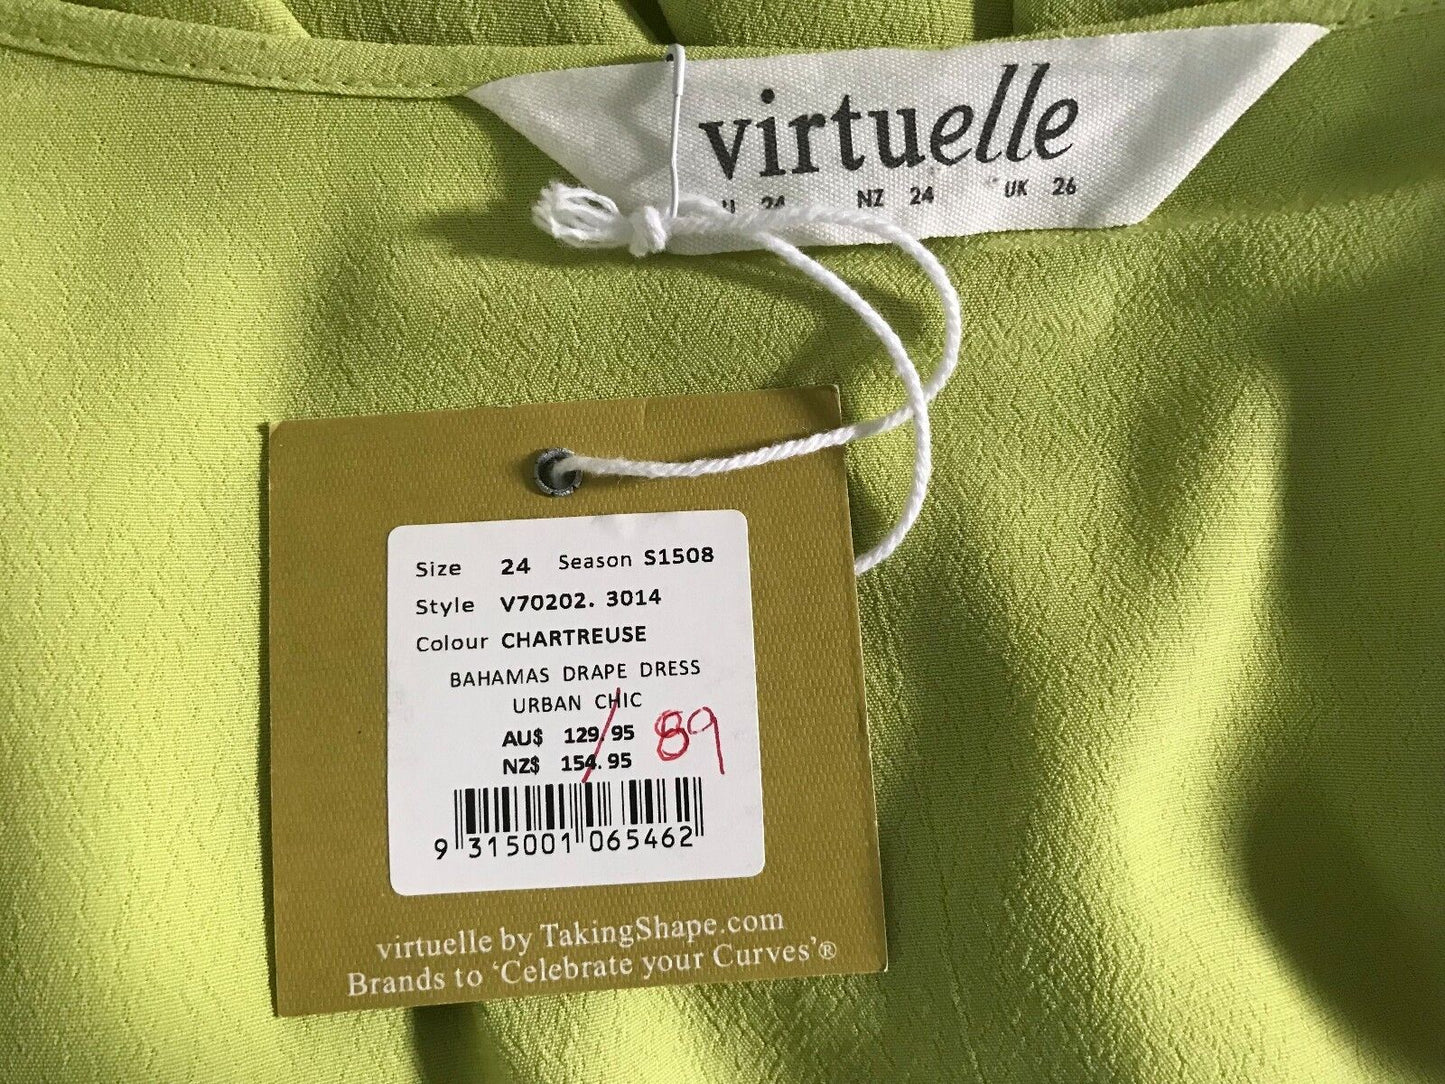 virtuelle
24 NZ 24 UK 26
Size 24 Season S1508
Style V70202. 3014
Colour CHARTREUSE
BAHAMAS DRAPE DRESS
URBAN CHIC
AU$ 129.95 89
NZ$ 154.95
9 315001 065462
virtuelle by TakingShape.com
Brands to ‘Celebrate your Curves’®